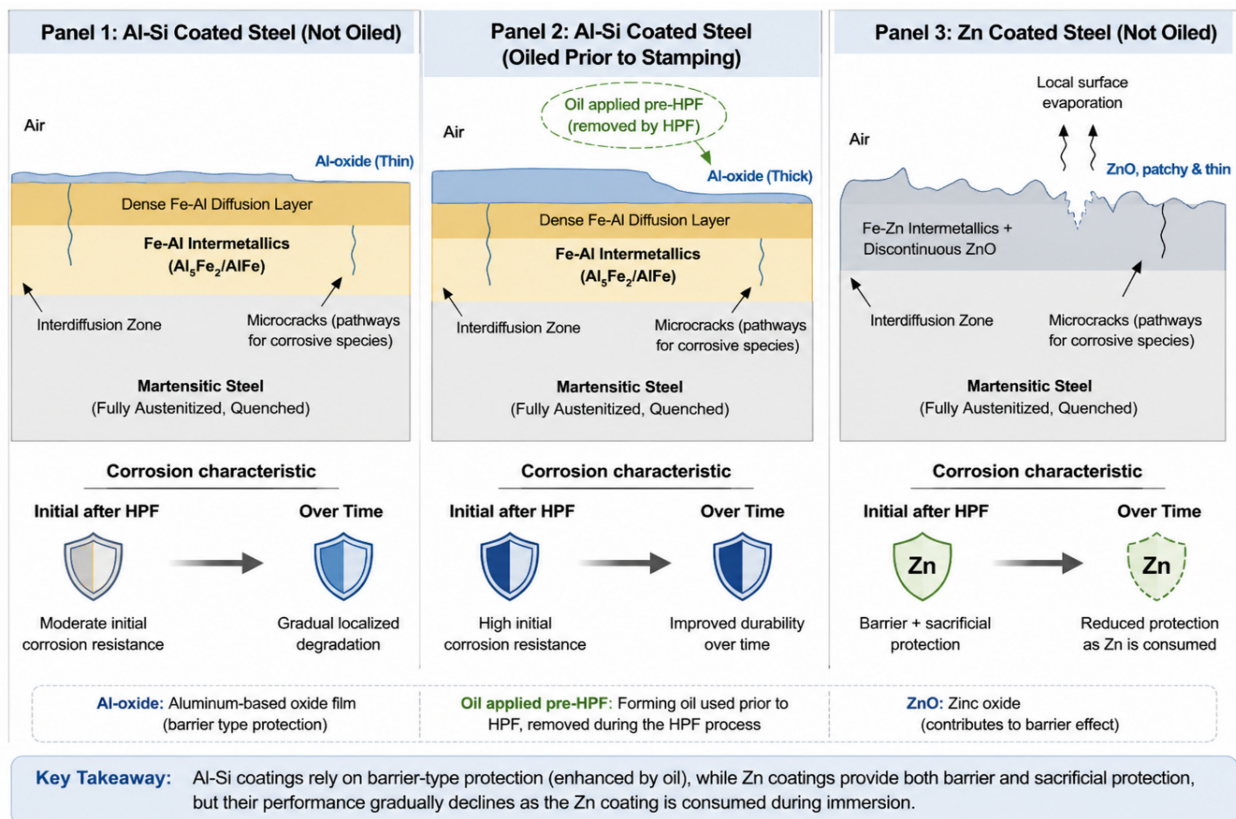 Panel 1: Al-Si Coated Steel (Not Oiled)
Air
Al-oxide (Thin)
Dense Fe-Al Diffusion Layer
Fe-Al Intermetallics
(Al₅Fe₂/AlFe)
Interdiffusion Zone
Microcracks (pathways
for corrosive species)
Martensitic Steel
(Fully Austenitized, Quenched)
Corrosion characteristic
Initial after HPF
Over Time
Moderate initial
corrosion resistance
Gradual localized
degradation
Panel 2: Al-Si Coated Steel
(Oiled Prior to Stamping)
Oil applied pre-HPF
(removed by HPF)
Air
Al-oxide (Thick)
Dense Fe-Al Diffusion Layer
Fe-Al Intermetallics
(Al₅Fe₂/AlFe)
Interdiffusion Zone
Microcracks (pathways
for corrosive species)
Martensitic Steel
(Fully Austenitized, Quenched)
Corrosion characteristic
Initial after HPF
Over Time
High initial
corrosion resistance
Improved durability
over time
Panel 3: Zn Coated Steel (Not Oiled)
Local surface
evaporation
Air
ZnO, patchy & thin
Fe-Zn Intermetallics +
Discontinuous ZnO
Interdiffusion Zone
Microcracks (pathways
for corrosive species)
Martensitic Steel
(Fully Austenitized, Quenched)
Corrosion characteristic
Initial after HPF
Over Time
Zn
Zn
Barrier + sacrificial
protection
Reduced protection
as Zn is consumed
Al-oxide: Aluminum-based oxide film
(barrier type protection)
Oil applied pre-HPF: Forming oil used prior to
HPF, removed during the HPF process
ZnO: Zinc oxide
(contributes to barrier effect)
Key Takeaway: Al-Si coatings rely on barrier-type protection (enhanced by oil), while Zn coatings provide both barrier and sacrificial protection,
but their performance gradually declines as the Zn coating is consumed during immersion.